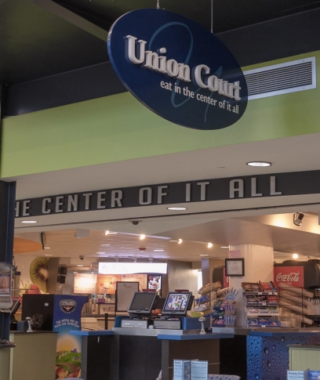 Union Court
eat in the center of it all
HE CENTER OF IT ALL
Coca-Cola